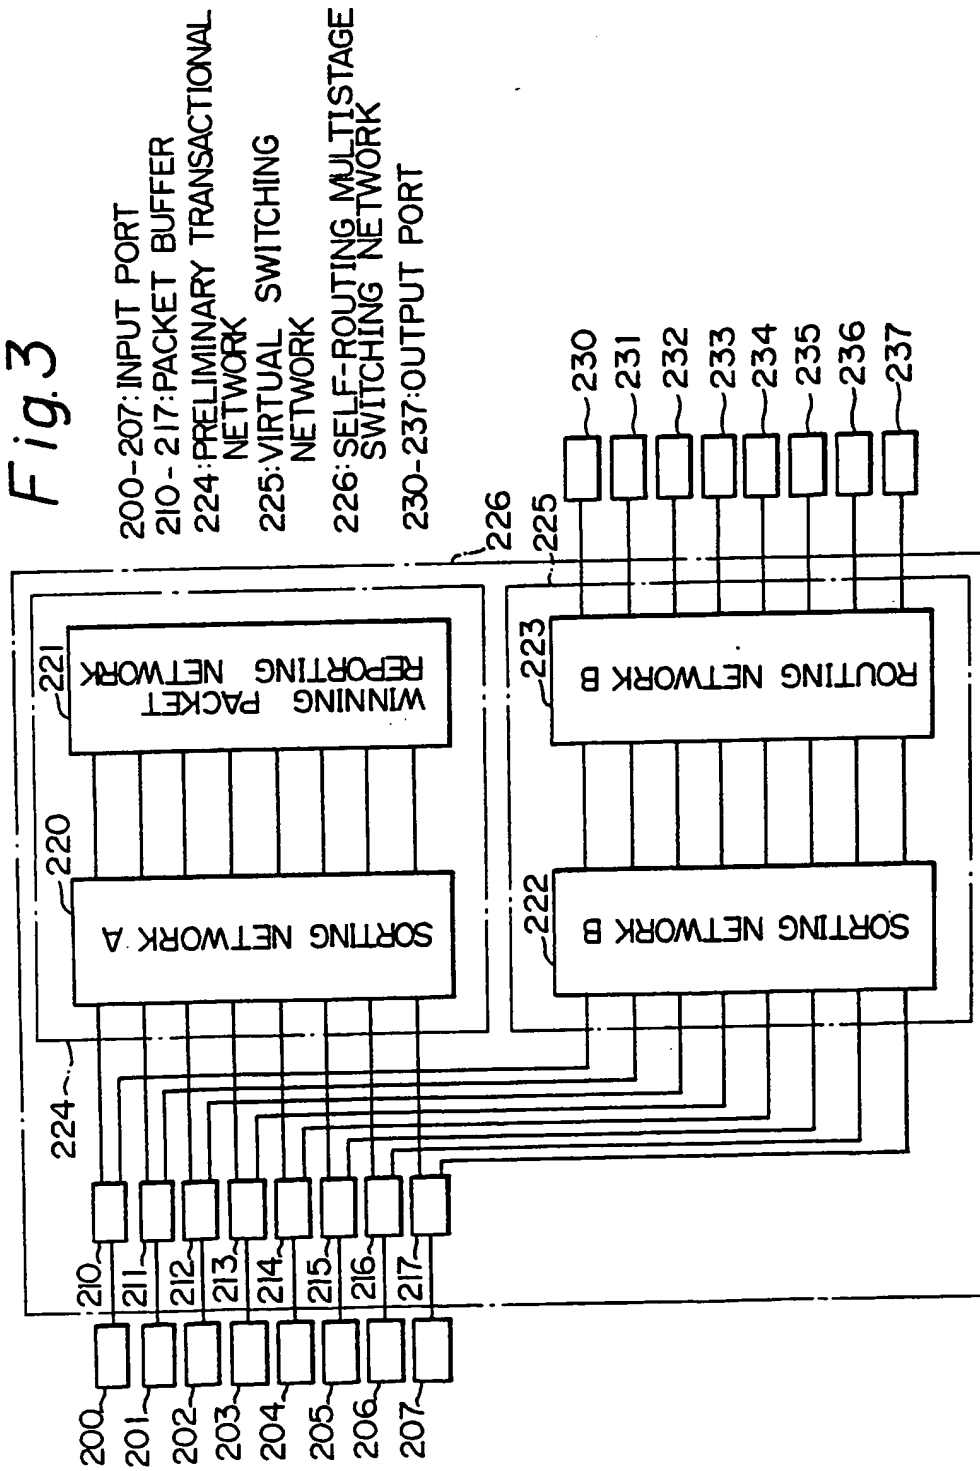 Fig.3
200-207:INPUT PORT
210-217:PACKET BUFFER
224:PRELIMINARY TRANSACTIONAL
NETWORK
225:VIRTUAL SWITCHING
NETWORK
226:SELF-ROUTING MULTISTAGE
SWITCHING NETWORK
230-237:OUTPUT PORT
200
201
202
203
204
205
206
207
210
211
212
213
214
215
216
217
224
220
SORTING NETWORK A
221
WINNING PACKET
REPORTING NETWORK
222
SORTING NETWORK B
223
ROUTING NETWORK B
226
225
230
231
232
233
234
235
236
237